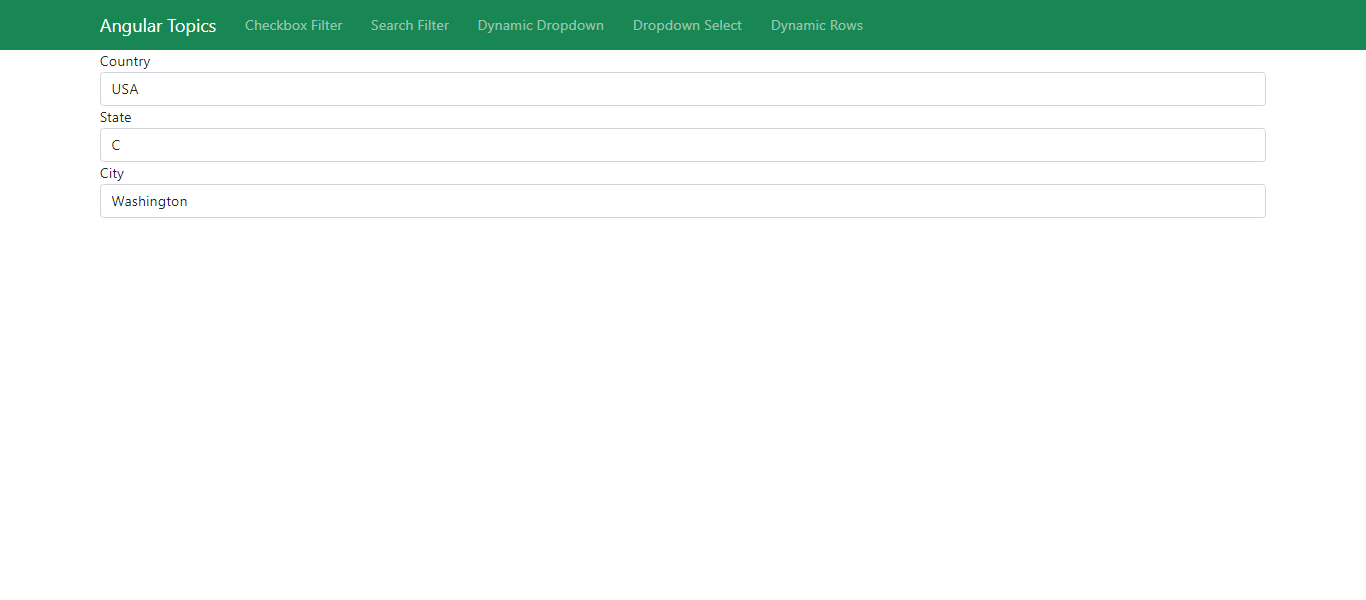 Angular Topics Checkbox Filter Search Filter Dynamic Dropdown Dropdown Select Dynamic Rows
Country
USA
State
C
City
Washington